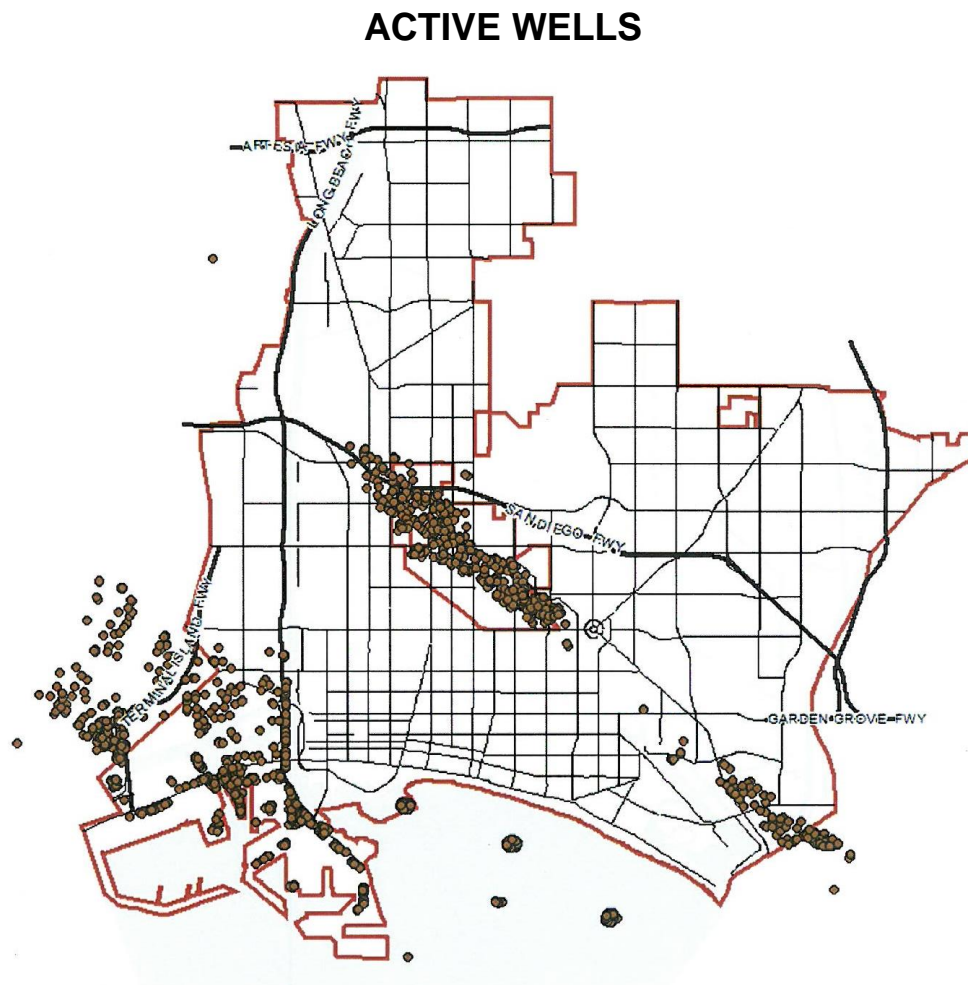 ACTIVE WELLS
ARTESIA FWY
LONG BEACH FWY
SAN DIEGO FWY
TERMINAL ISLAND FWY
GARDEN GROVE FWY